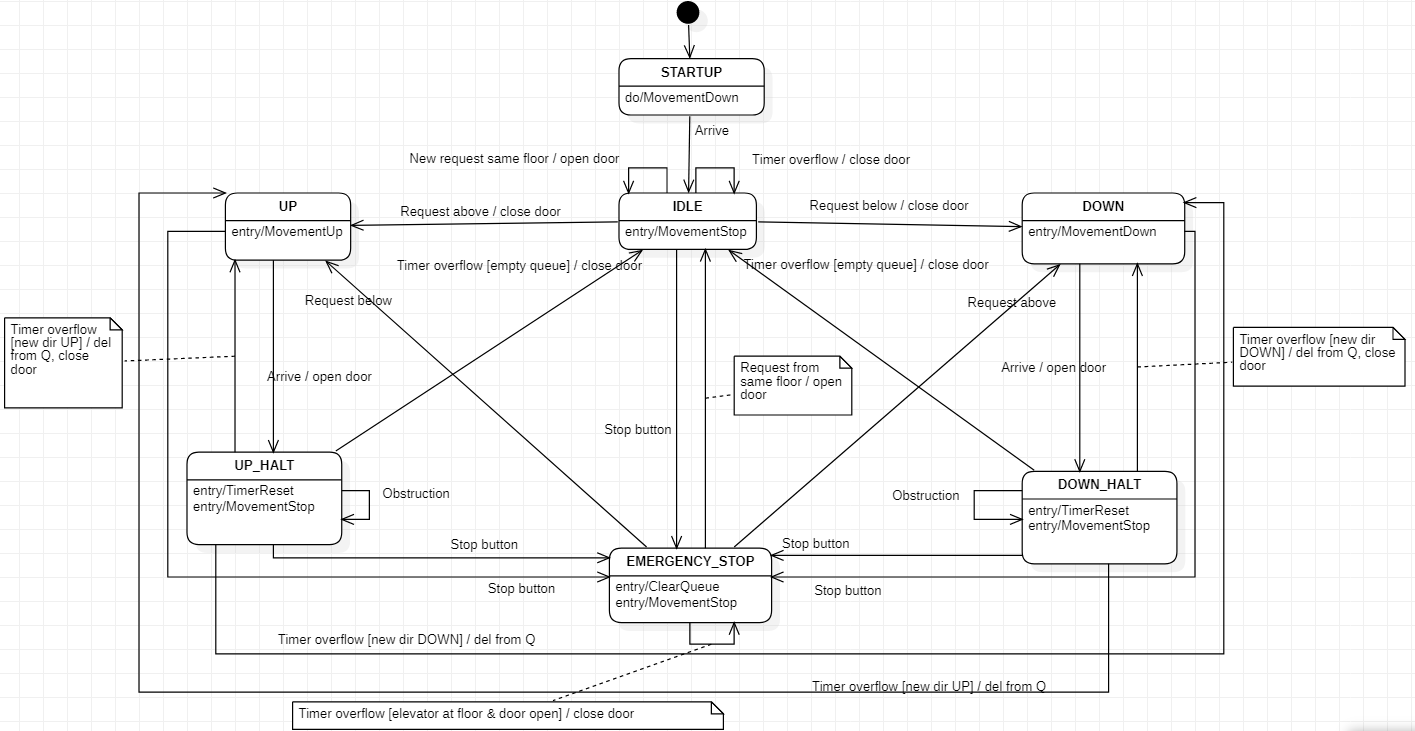 STARTUP
do/MovementDown
Arrive
New request same floor / open door
Timer overflow / close door
UP
entry/MovementUp
Request above / close door
IDLE
entry/MovementStop
Request below / close door
DOWN
entry/MovementDown
Timer overflow [empty queue] / close door
Timer overflow [empty queue] / close door
Request below
Request above
Timer overflow
[new dir UP] / del
from Q, close
door
Timer overflow [new dir
DOWN] / del from Q, close
door
Arrive / open door
Request from
same floor / open
door
Arrive / open door
Stop button
UP_HALT
entry/TimerReset
entry/MovementStop
Obstruction
Obstruction
DOWN_HALT
entry/TimerReset
entry/MovementStop
Stop button
Stop button
EMERGENCY_STOP
entry/ClearQueue
entry/MovementStop
Stop button
Stop button
Timer overflow [new dir DOWN] / del from Q
Timer overflow [new dir UP] / del from Q
Timer overflow [elevator at floor & door open] / close door